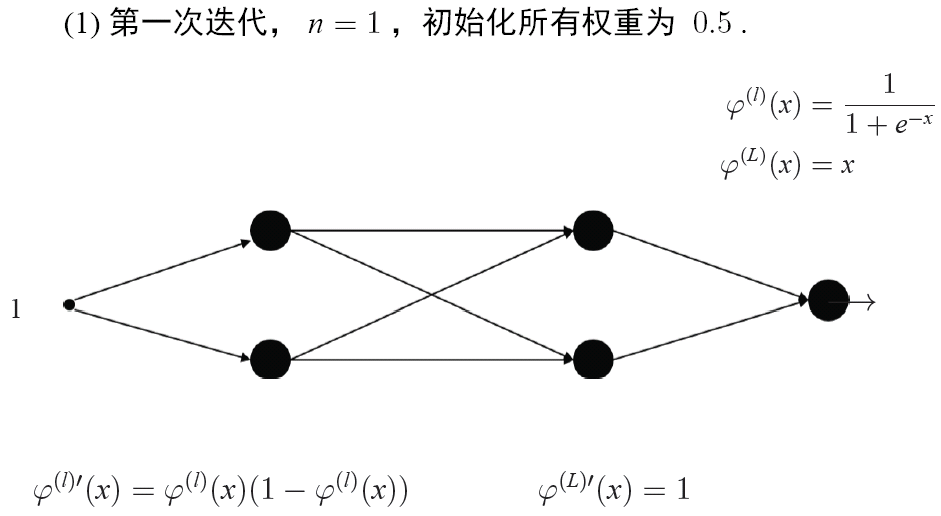 (1) 第一次迭代， n = 1 ，初始化所有权重为 0.5 .
φ^{(l)}(x) = \frac{1}{1 + e^{-x}}
φ^{(L)}(x) = x
1
φ^{(l)′}(x) = φ^{(l)}(x)(1 − φ^{(l)}(x)) φ^{(L)′}(x) = 1